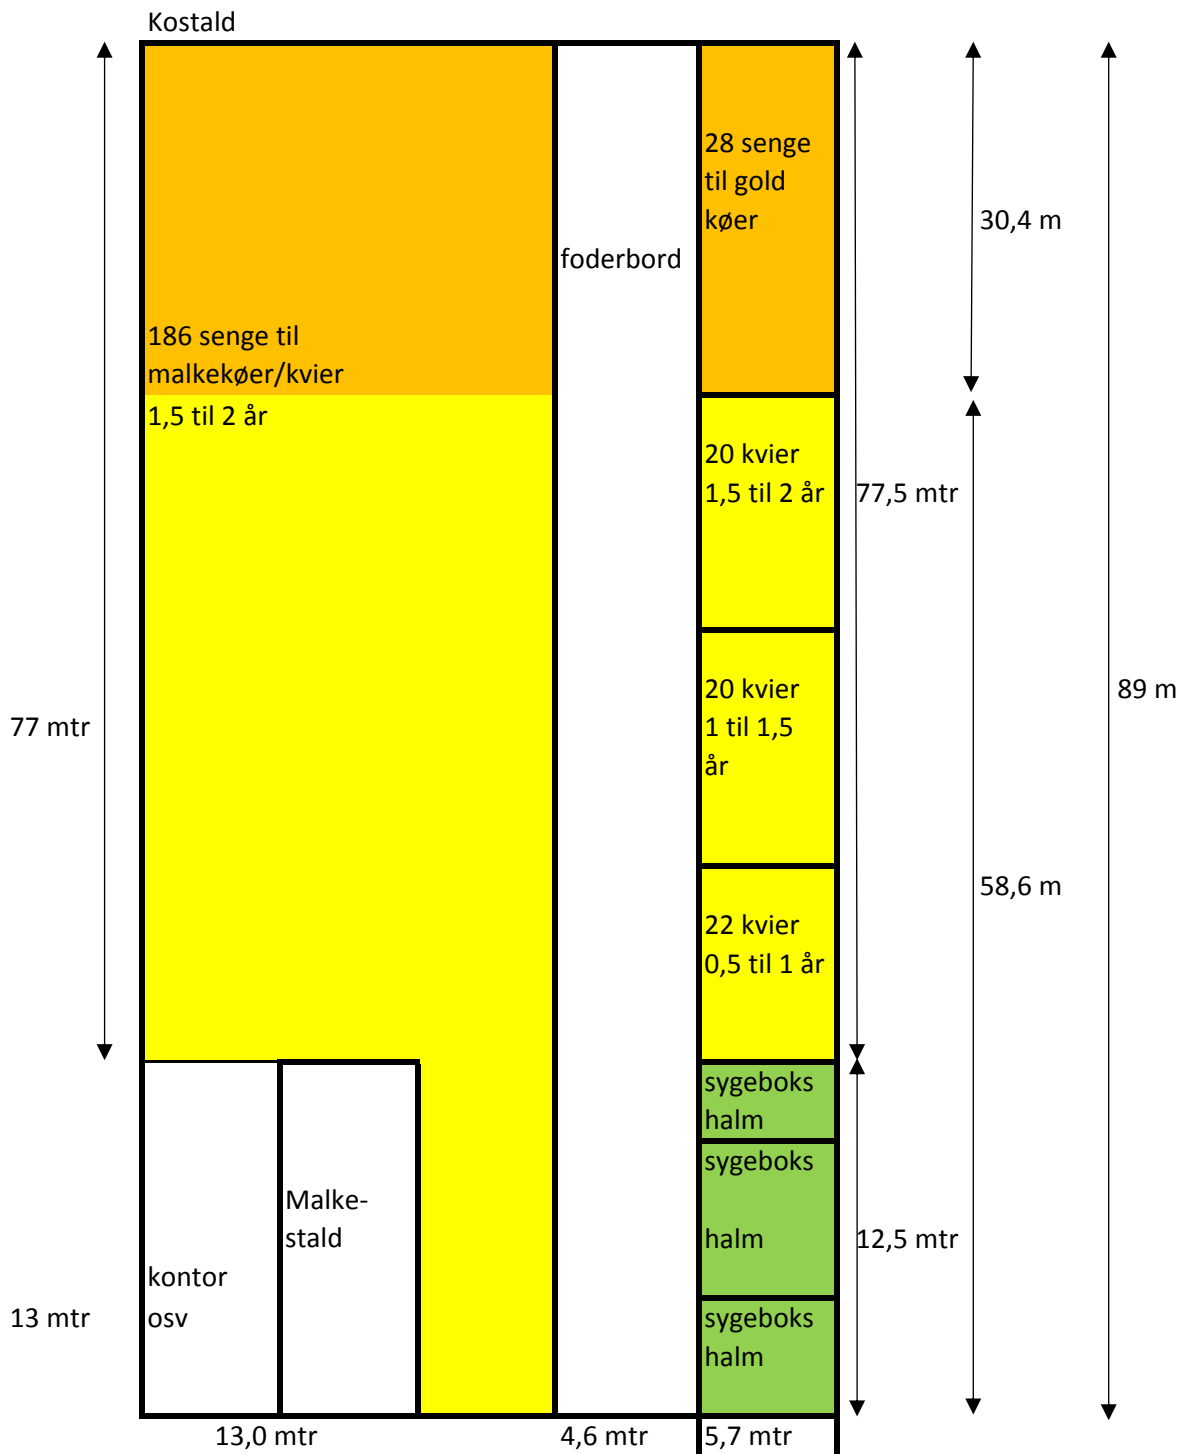 Kostald
28 senge
til gold
køer
30,4 m
foderbord
186 senge til
malkekøer/kvier
1,5 til 2 år
20 kvier
1,5 til 2 år
77,5 mtr
20 kvier
1 til 1,5
år
89 m
77 mtr
58,6 m
22 kvier
0,5 til 1 år
sygeboks
halm
sygeboks
halm
Malke-
stald
12,5 mtr
kontor
osv
13 mtr
sygeboks
halm
13,0 mtr
4,6 mtr
5,7 mtr